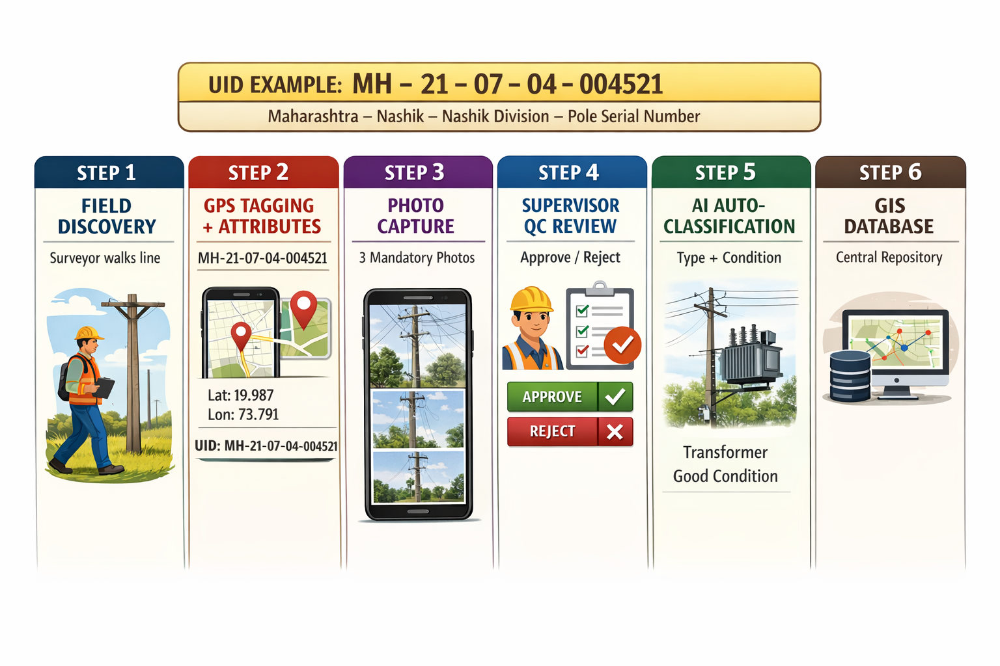 UID EXAMPLE: MH – 21 – 07 – 04 – 004521
Maharashtra – Nashik – Nashik Division – Pole Serial Number
STEP 1
FIELD
DISCOVERY
Surveyor walks line
STEP 2
GPS TAGGING
+ ATTRIBUTES
MH-21-07-04-004521
Lat: 19.987
Lon: 73.791
UID: MH-21-07-04-004521
STEP 3
PHOTO
CAPTURE
3 Mandatory Photos
STEP 4
SUPERVISOR
QC REVIEW
Approve / Reject
APPROVE
REJECT
STEP 5
AI AUTO-
CLASSIFICATION
Type + Condition
Transformer
Good Condition
STEP 6
GIS
DATABASE
Central Repository